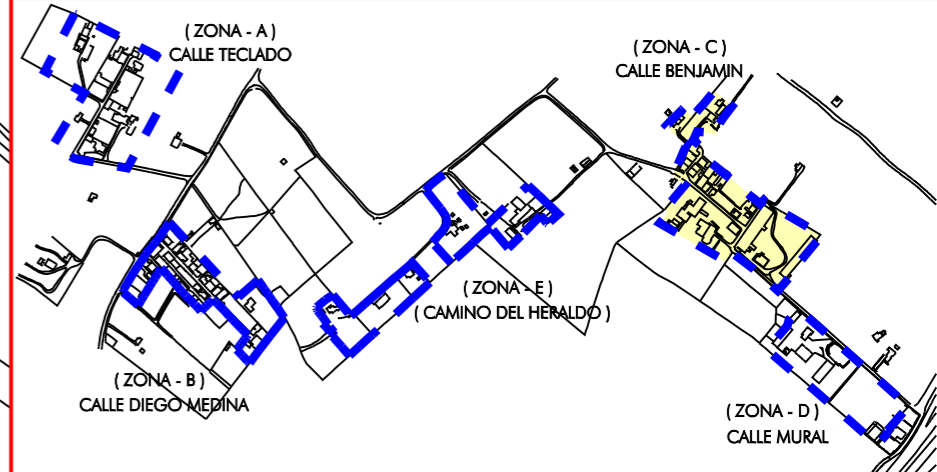 ( ZONA - A )
CALLE TECLADO
( ZONA - C )
CALLE BENJAMIN
( ZONA - E )
( CAMINO DEL HERALDO )
( ZONA - B )
CALLE DIEGO MEDINA
( ZONA - D )
CALLE MURAL